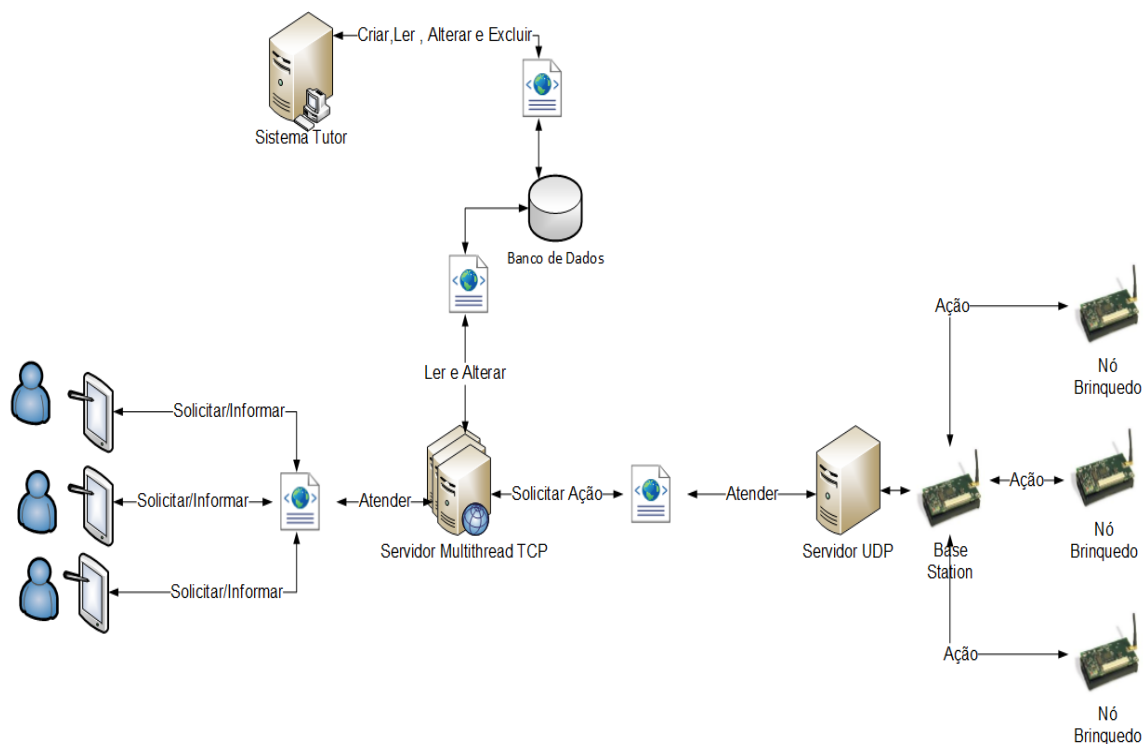 Criar,Ler , Alterar e Excluir
Sistema Tutor
Banco de Dados
Ação
Ler e Alterar
Nó
Brinquedo
Solicitar/Informar
Solicitar/Informar
Atender
Solicitar Ação
Atender
Ação
Servidor Multithread TCP
Servidor UDP
Base
Station
Nó
Brinquedo
Solicitar/Informar
Ação
Nó
Brinquedo